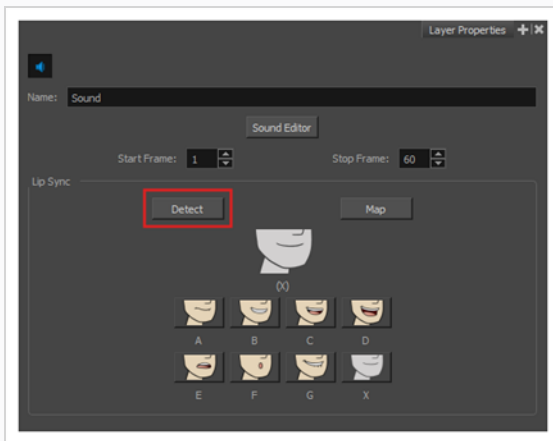 Layer Properties
Name: Sound
Sound Editor
Start Frame: 1 Stop Frame: 60
Lip Sync
Detect Map
(X)
A B C D
E F G X